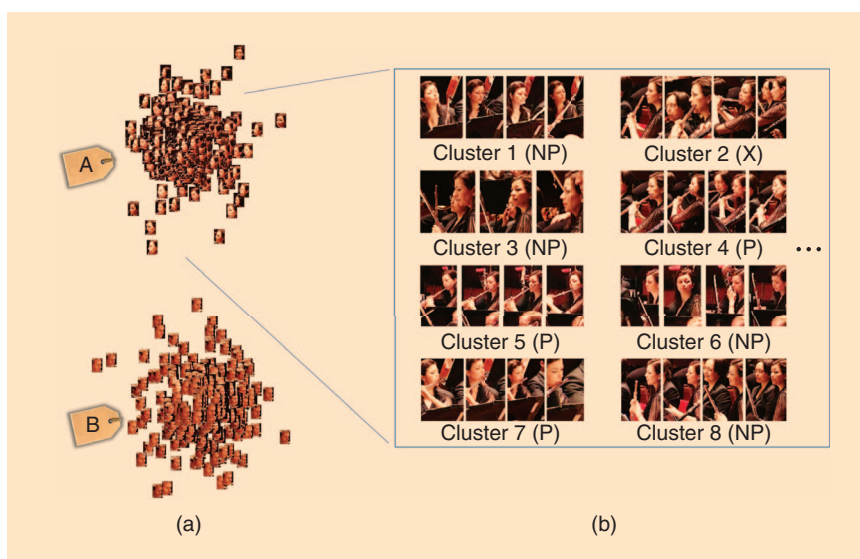 A
B
Cluster 1 (NP)
Cluster 2 (X)
Cluster 3 (NP)
Cluster 4 (P)
...
Cluster 5 (P)
Cluster 6 (NP)
Cluster 7 (P)
Cluster 8 (NP)
(a)
(b)